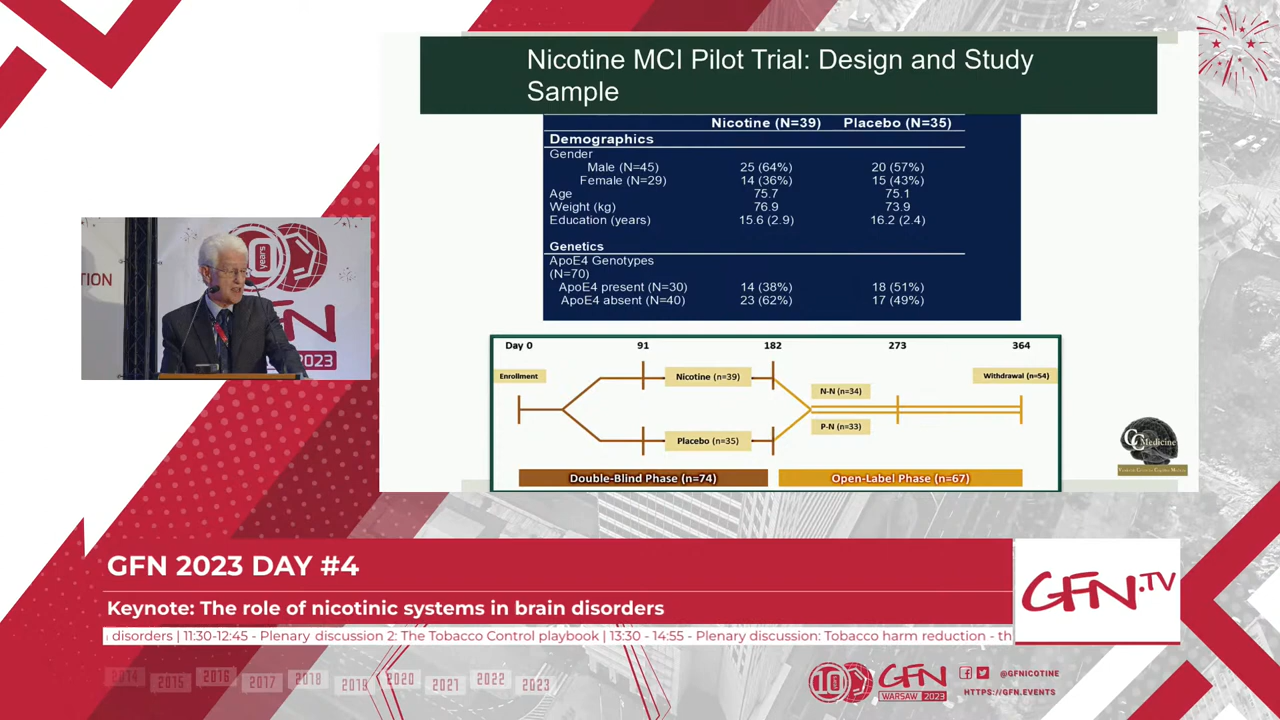 Nicotine MCI Pilot Trial: Design and Study
Sample
Nicotine (N=39) Placebo (N=35)
Demographics
Gender
Male (N=45) 25 (64%) 20 (57%)
Female (N=29) 14 (36%) 15 (43%)
Age 75.7 75.1
Weight (kg) 76.9 73.9
Education (years) 15.6 (2.9) 16.2 (2.4)
Genetics
ApoE4 Genotypes
(N=70)
ApoE4 present (N=30) 14 (38%) 18 (51%)
ApoE4 absent (N=40) 23 (62%) 17 (49%)
Day 0 91 182 273 364
Enrollment
Nicotine (n=39)
Withdrawal (n=54)
N-N (n=34)
P-N (n=33)
Placebo (n=35)
Double-Blind Phase (n=74)
Open-Label Phase (n=67)
Medicine
10
years
TION
2023
GFN 2023 DAY #4
Keynote: The role of nicotinic systems in brain disorders
disorders | 11:30-12:45 - Plenary discussion 2: The Tobacco Control playbook | 13:30 - 14:55 - Plenary discussion: Tobacco harm reduction - th
GFN.TV
2014 2015 2016 2017 2018 2019 2020 2021 2022 2023
10
GFN
WARSAW 2023
@GFNICOTINE
HTTPS://GFN.EVENTS